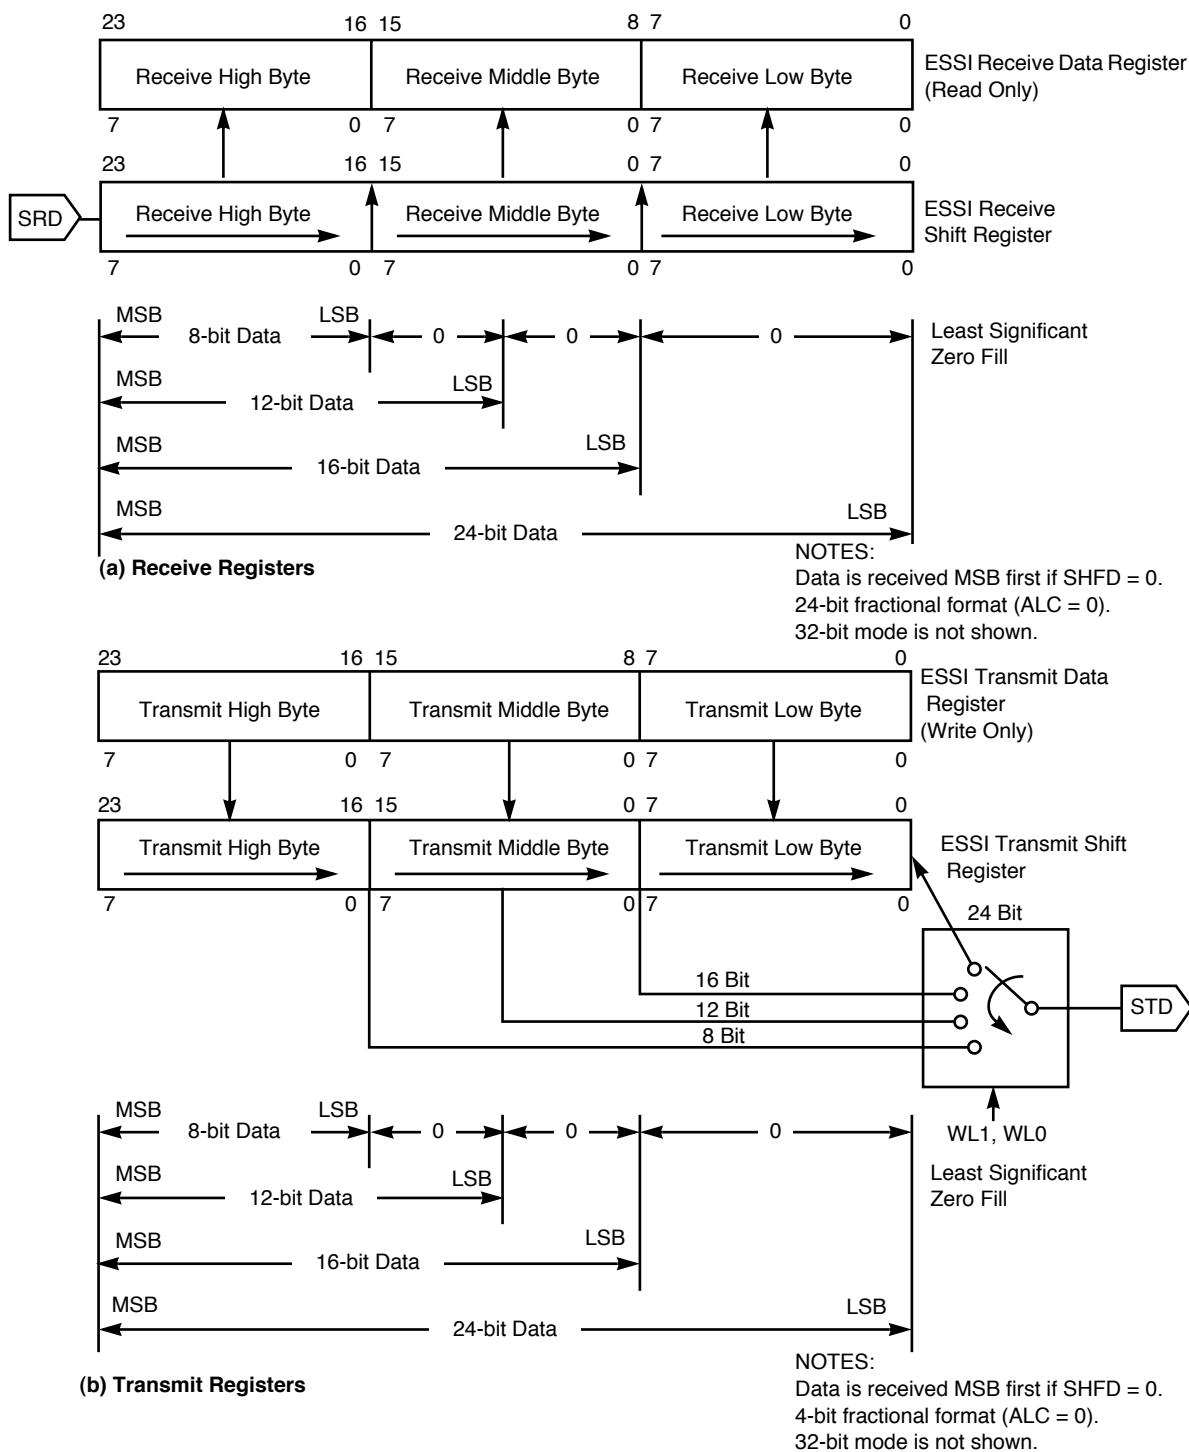 23 16 15 8 7 0
Receive High Byte Receive Middle Byte Receive Low Byte
ESSI Receive Data Register
(Read Only)
7 0 7 0 7 0
23 16 15 0 7 0
SRD
Receive High Byte Receive Middle Byte Receive Low Byte
ESSI Receive
Shift Register
7 0 7 0 7 0
MSB LSB
8-bit Data 0 0 0
Least Significant
Zero Fill
MSB LSB
12-bit Data
MSB LSB
16-bit Data
MSB LSB
24-bit Data
(a) Receive Registers
NOTES:
Data is received MSB first if SHFD = 0.
24-bit fractional format (ALC = 0).
32-bit mode is not shown.
23 16 15 8 7 0
Transmit High Byte Transmit Middle Byte Transmit Low Byte
ESSI Transmit Data
Register
(Write Only)
7 0 7 0 7 0
23 16 15 0 7 0
Transmit High Byte Transmit Middle Byte Transmit Low Byte
ESSI Transmit Shift
Register
7 0 7 0 7 0
24 Bit
16 Bit
12 Bit
8 Bit
STD
WL1, WL0
MSB LSB
8-bit Data 0 0 0
Least Significant
Zero Fill
MSB LSB
12-bit Data
MSB LSB
16-bit Data
MSB LSB
24-bit Data
(b) Transmit Registers
NOTES:
Data is received MSB first if SHFD = 0.
4-bit fractional format (ALC = 0).
32-bit mode is not shown.